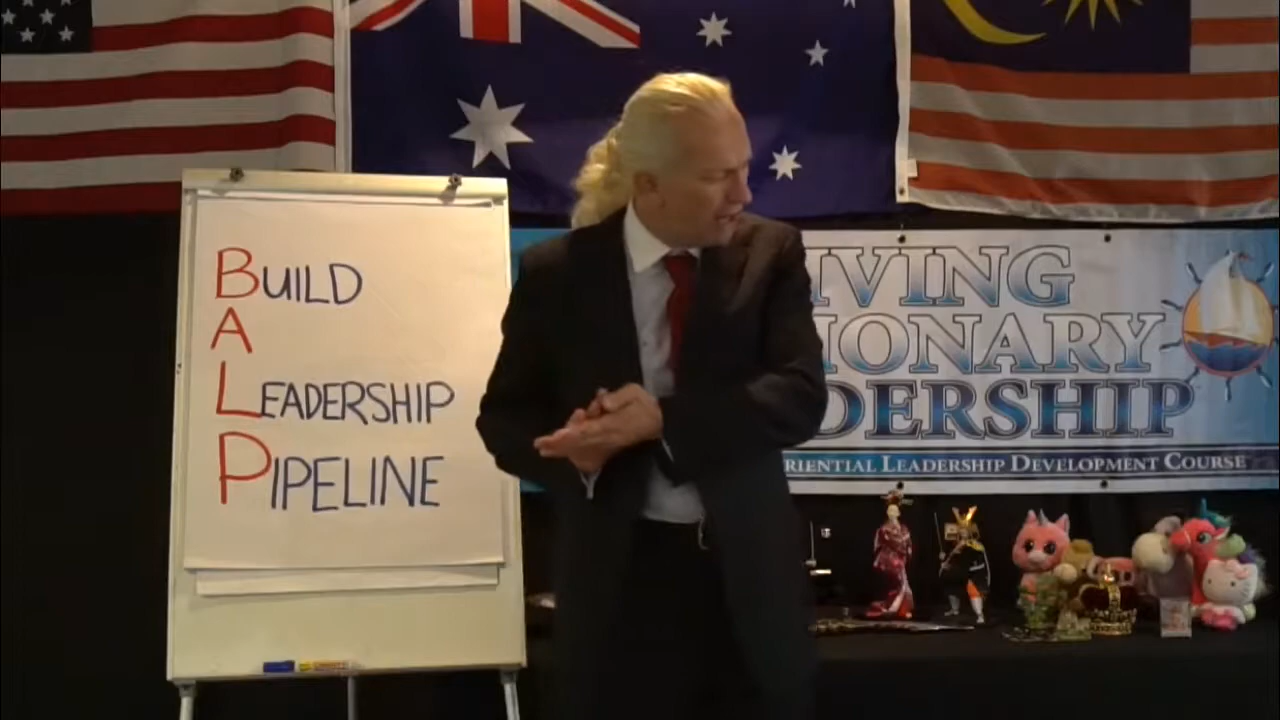 BUILD
A
LEADERSHIP
PIPELINE
IVING
IONARY
DERSHIP
RIENTIAL LEADERSHIP DEVELOPMENT COURSE